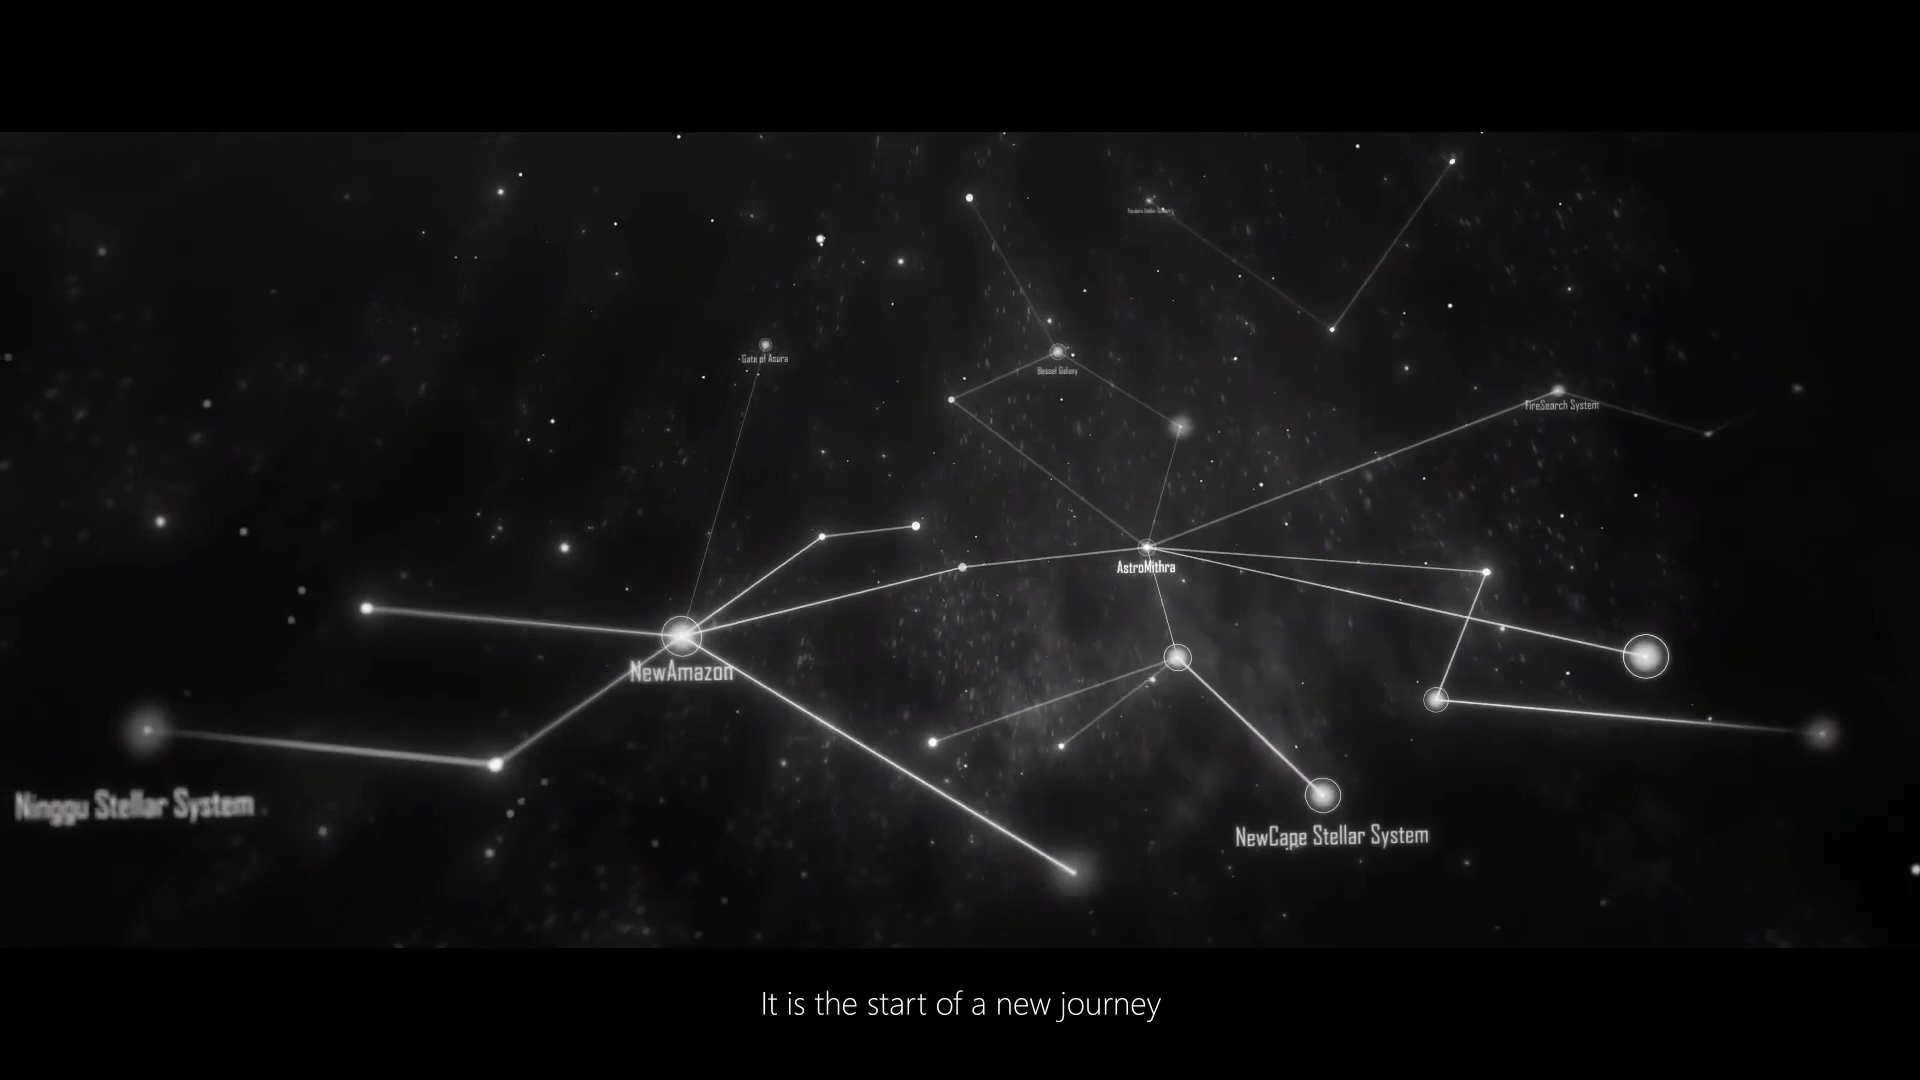 Gate of Asura
Bessel Galaxy
FireSearch System
AstroMithra
NewAmazon
Ninggu Stellar System
NewCape Stellar System
It is the start of a new journey